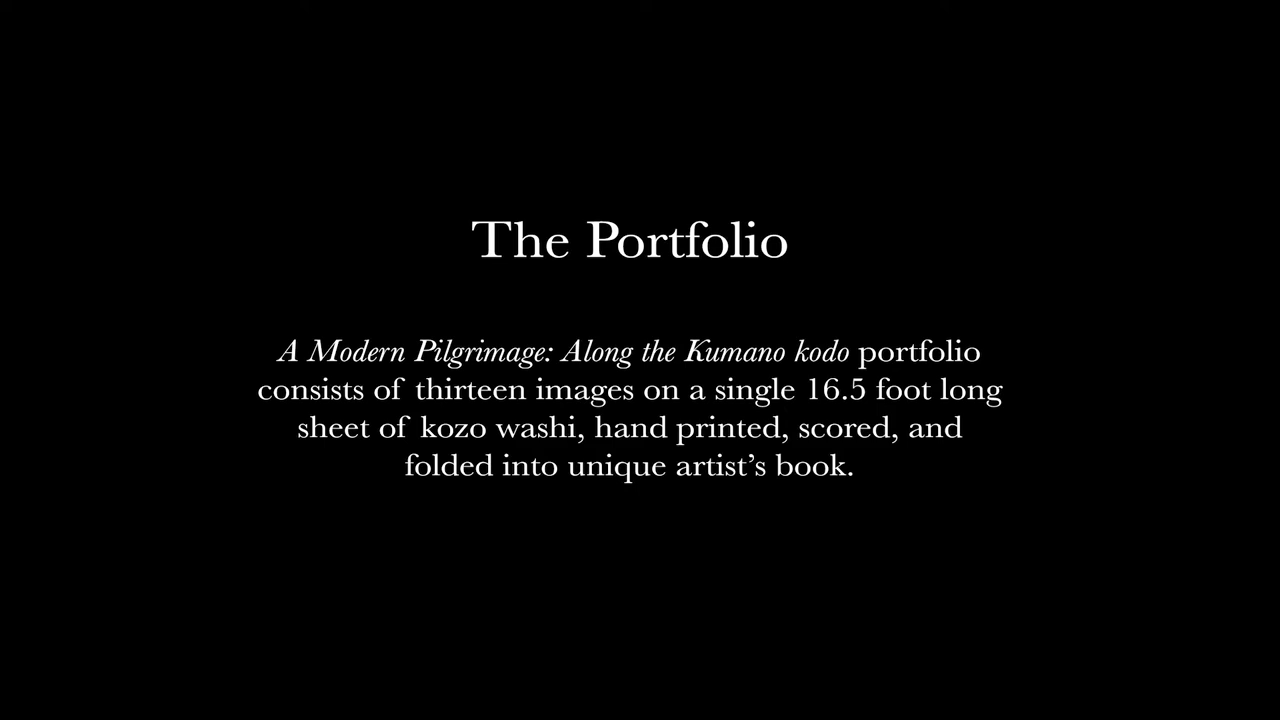 The Portfolio
A Modern Pilgrimage: Along the Kumano kodo portfolio
consists of thirteen images on a single 16.5 foot long
sheet of kozo washi, hand printed, scored, and
folded into unique artist’s book.